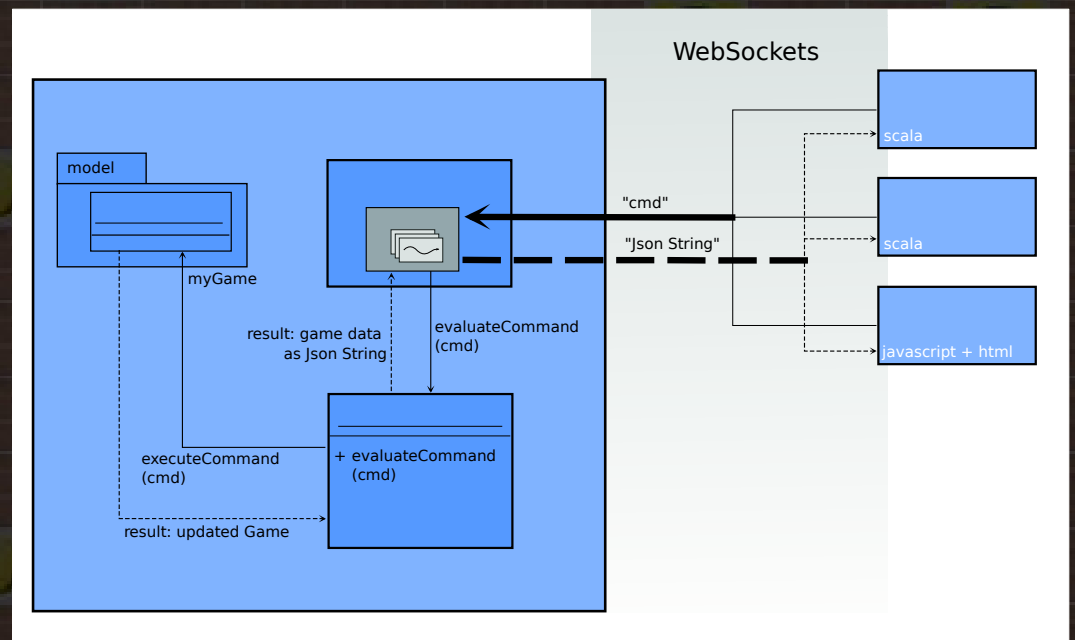 WebSockets
model
myGame
"cmd"
"Json String"
scala
scala
javascript + html
result: game data
as Json String
evaluateCommand
(cmd)
+ evaluateCommand
(cmd)
executeCommand
(cmd)
result: updated Game